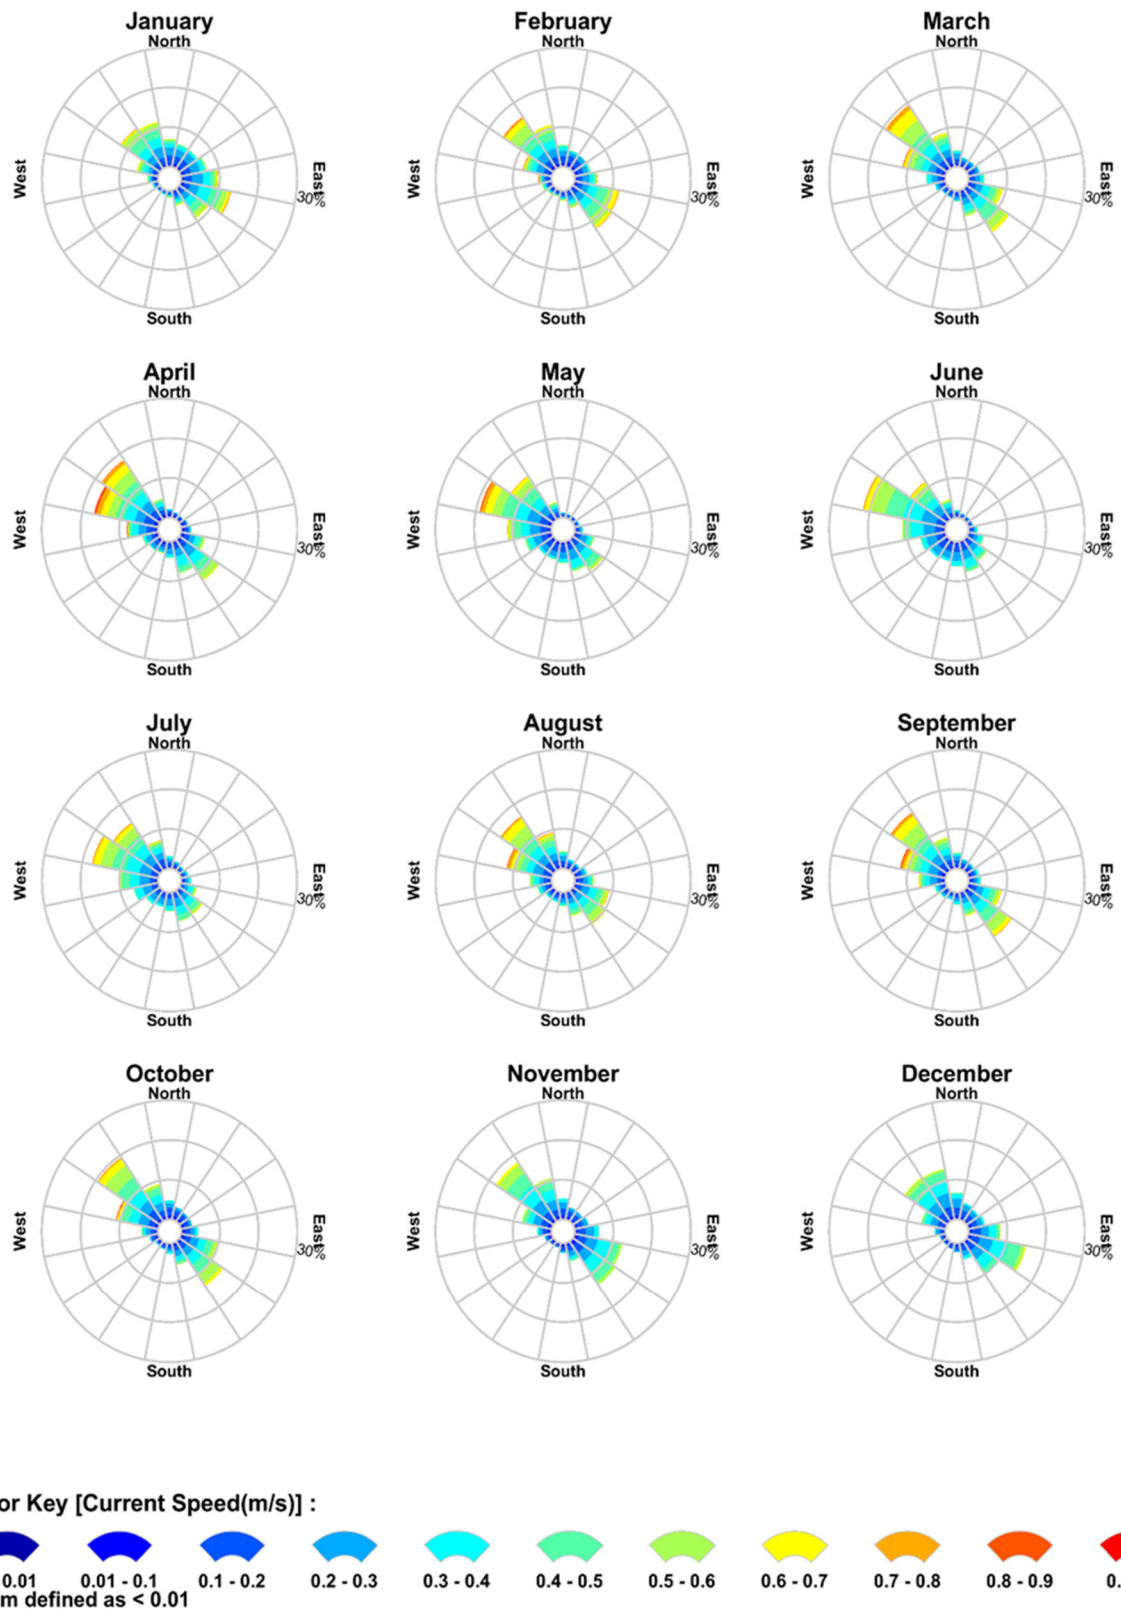 January February March
North North North
West East 30% West East 30% West East 30%
South South South
April May June
North North North
West East 30% West East 30% West East 30%
South South South
July August September
North North North
West East 30% West East 30% West East 30%
South South South
October November December
North North North
West East 30% West East 30% West East 30%
South South South
or Key [Current Speed(m/s)] :
0.01 0.01 - 0.1 0.1 - 0.2 0.2 - 0.3 0.3 - 0.4 0.4 - 0.5 0.5 - 0.6 0.6 - 0.7 0.7 - 0.8 0.8 - 0.9 0.
m defined as < 0.01